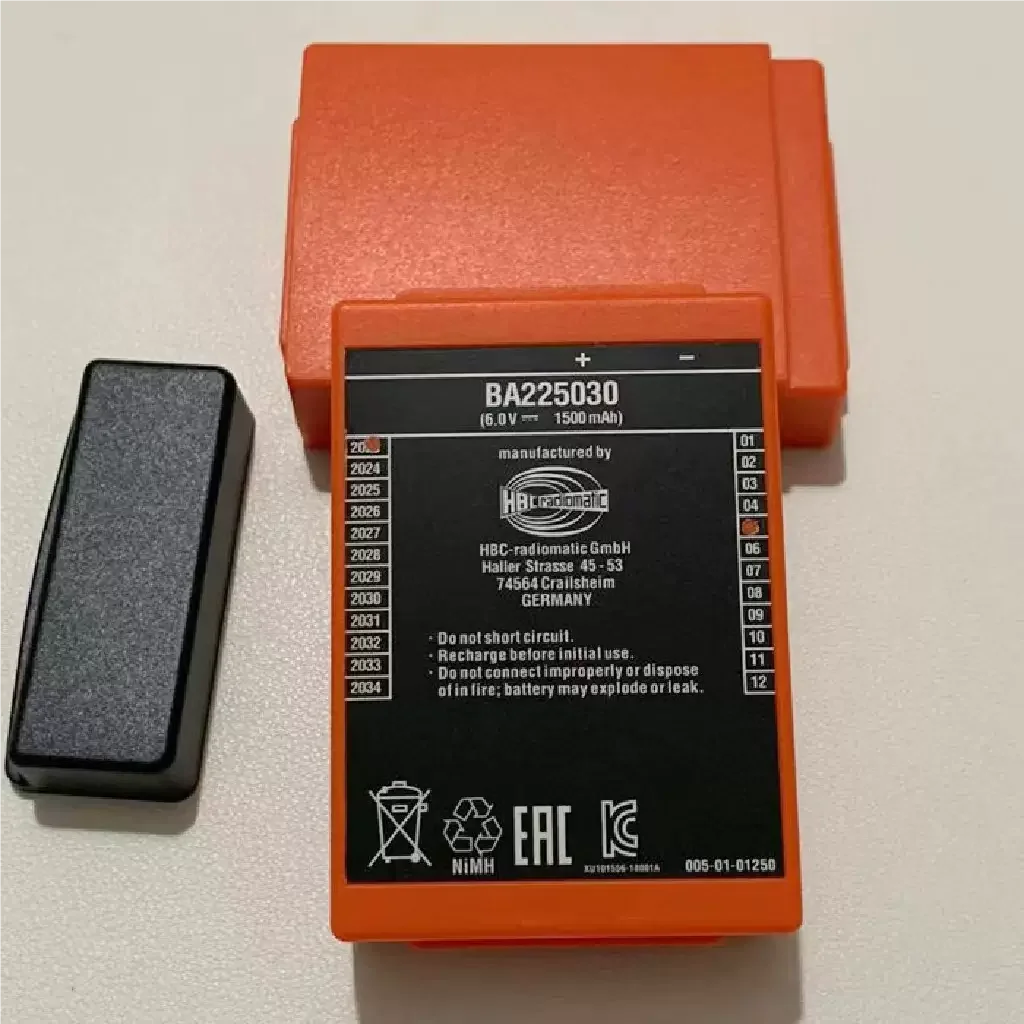 + −
BA225030
(6.0 V ⎓ 1500 mAh)
2024
2025
2026
2027
2028
2029
2030
2031
2032
2033
2034
manufactured by
HBC radiomatic
HBC-radiomatic GmbH
Haller Strasse 45 - 53
74564 Crailsheim
GERMANY
· Do not short circuit.
· Recharge before initial use.
· Do not connect improperly or dispose
of in fire; battery may explode or leak.
01
02
03
04
06
07
08
09
10
11
12
NiMH
EAC
KC
005-01-01250